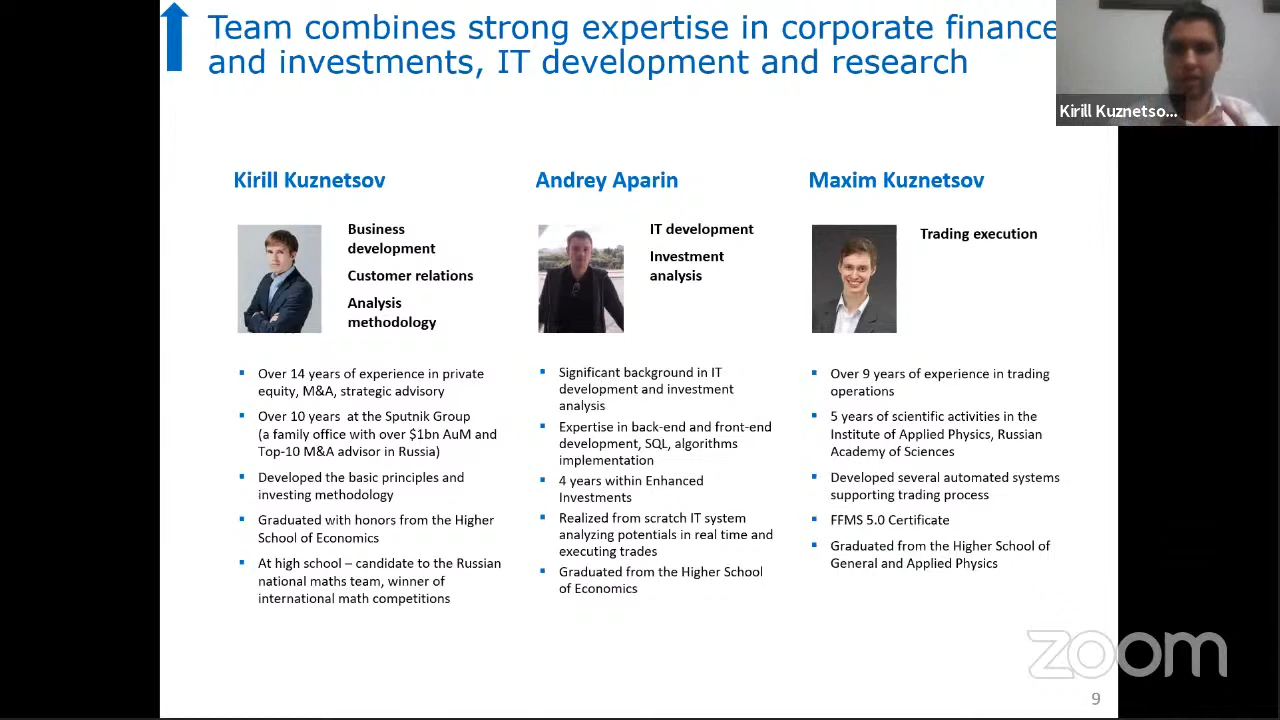 Team combines strong expertise in corporate finance
and investments, IT development and research
Kirill Kuznetso...
Kirill Kuznetsov
Business
development
Customer relations
Analysis
methodology
▪ Over 14 years of experience in private
equity, M&A, strategic advisory
▪ Over 10 years at the Sputnik Group
(a family office with over $1bn AuM and
Top-10 M&A advisor in Russia)
▪ Developed the basic principles and
investing methodology
▪ Graduated with honors from the Higher
School of Economics
▪ At high school – candidate to the Russian
national maths team, winner of
international math competitions
Andrey Aparin
IT development
Investment
analysis
▪ Significant background in IT
development and investment
analysis
▪ Expertise in back-end and front-end
development, SQL, algorithms
implementation
▪ 4 years within Enhanced
Investments
▪ Realized from scratch IT system
analyzing potentials in real time and
executing trades
▪ Graduated from the Higher School
of Economics
Maxim Kuznetsov
Trading execution
▪ Over 9 years of experience in trading
operations
▪ 5 years of scientific activities in the
Institute of Applied Physics, Russian
Academy of Sciences
▪ Developed several automated systems
supporting trading process
▪ FFMS 5.0 Certificate
▪ Graduated from the Higher School of
General and Applied Physics
zoom
9